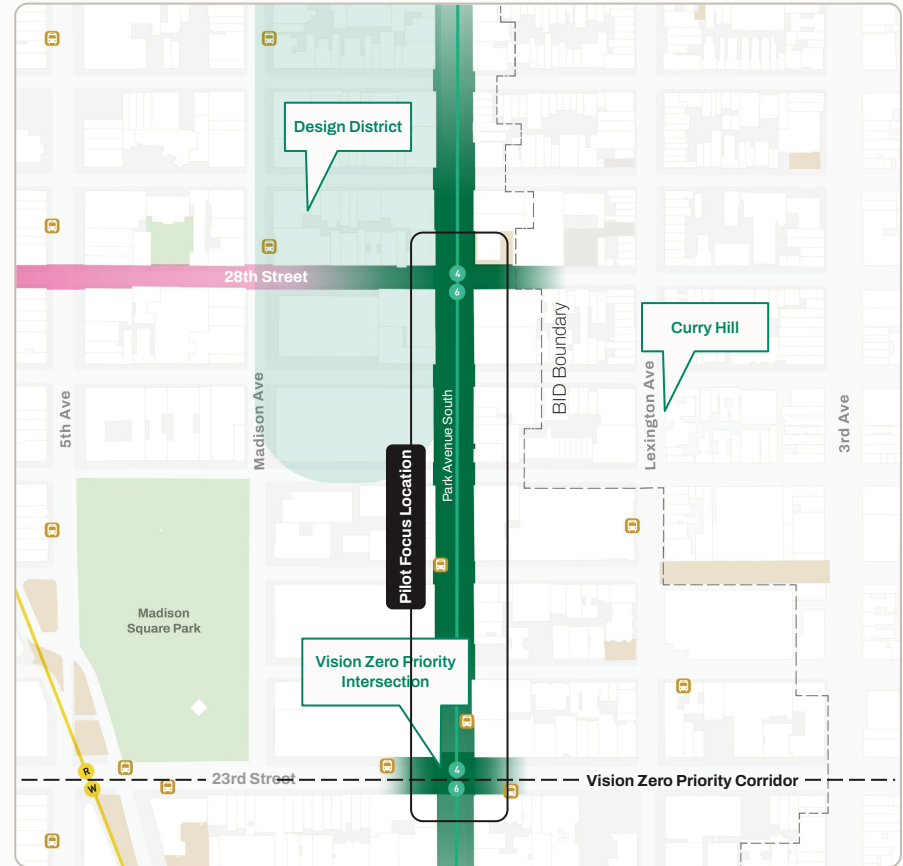 Design District
28th Street
4
6
BID Boundary
Curry Hill
5th Ave
Madison Ave
Park Avenue South
Lexington Ave
3rd Ave
Pilot Focus Location
Madison
Square Park
Vision Zero Priority
Intersection
R
W
23rd Street
4
6
Vision Zero Priority Corridor